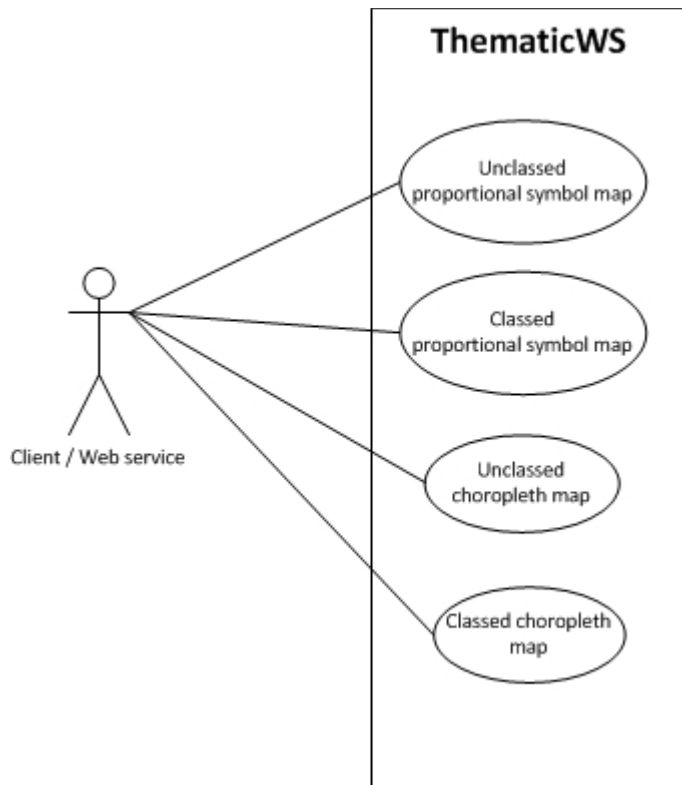 ThematicWS
Unclassed
proportional symbol map
Classed
proportional symbol map
Client / Web service
Unclassed
choropleth map
Classed choropleth
map